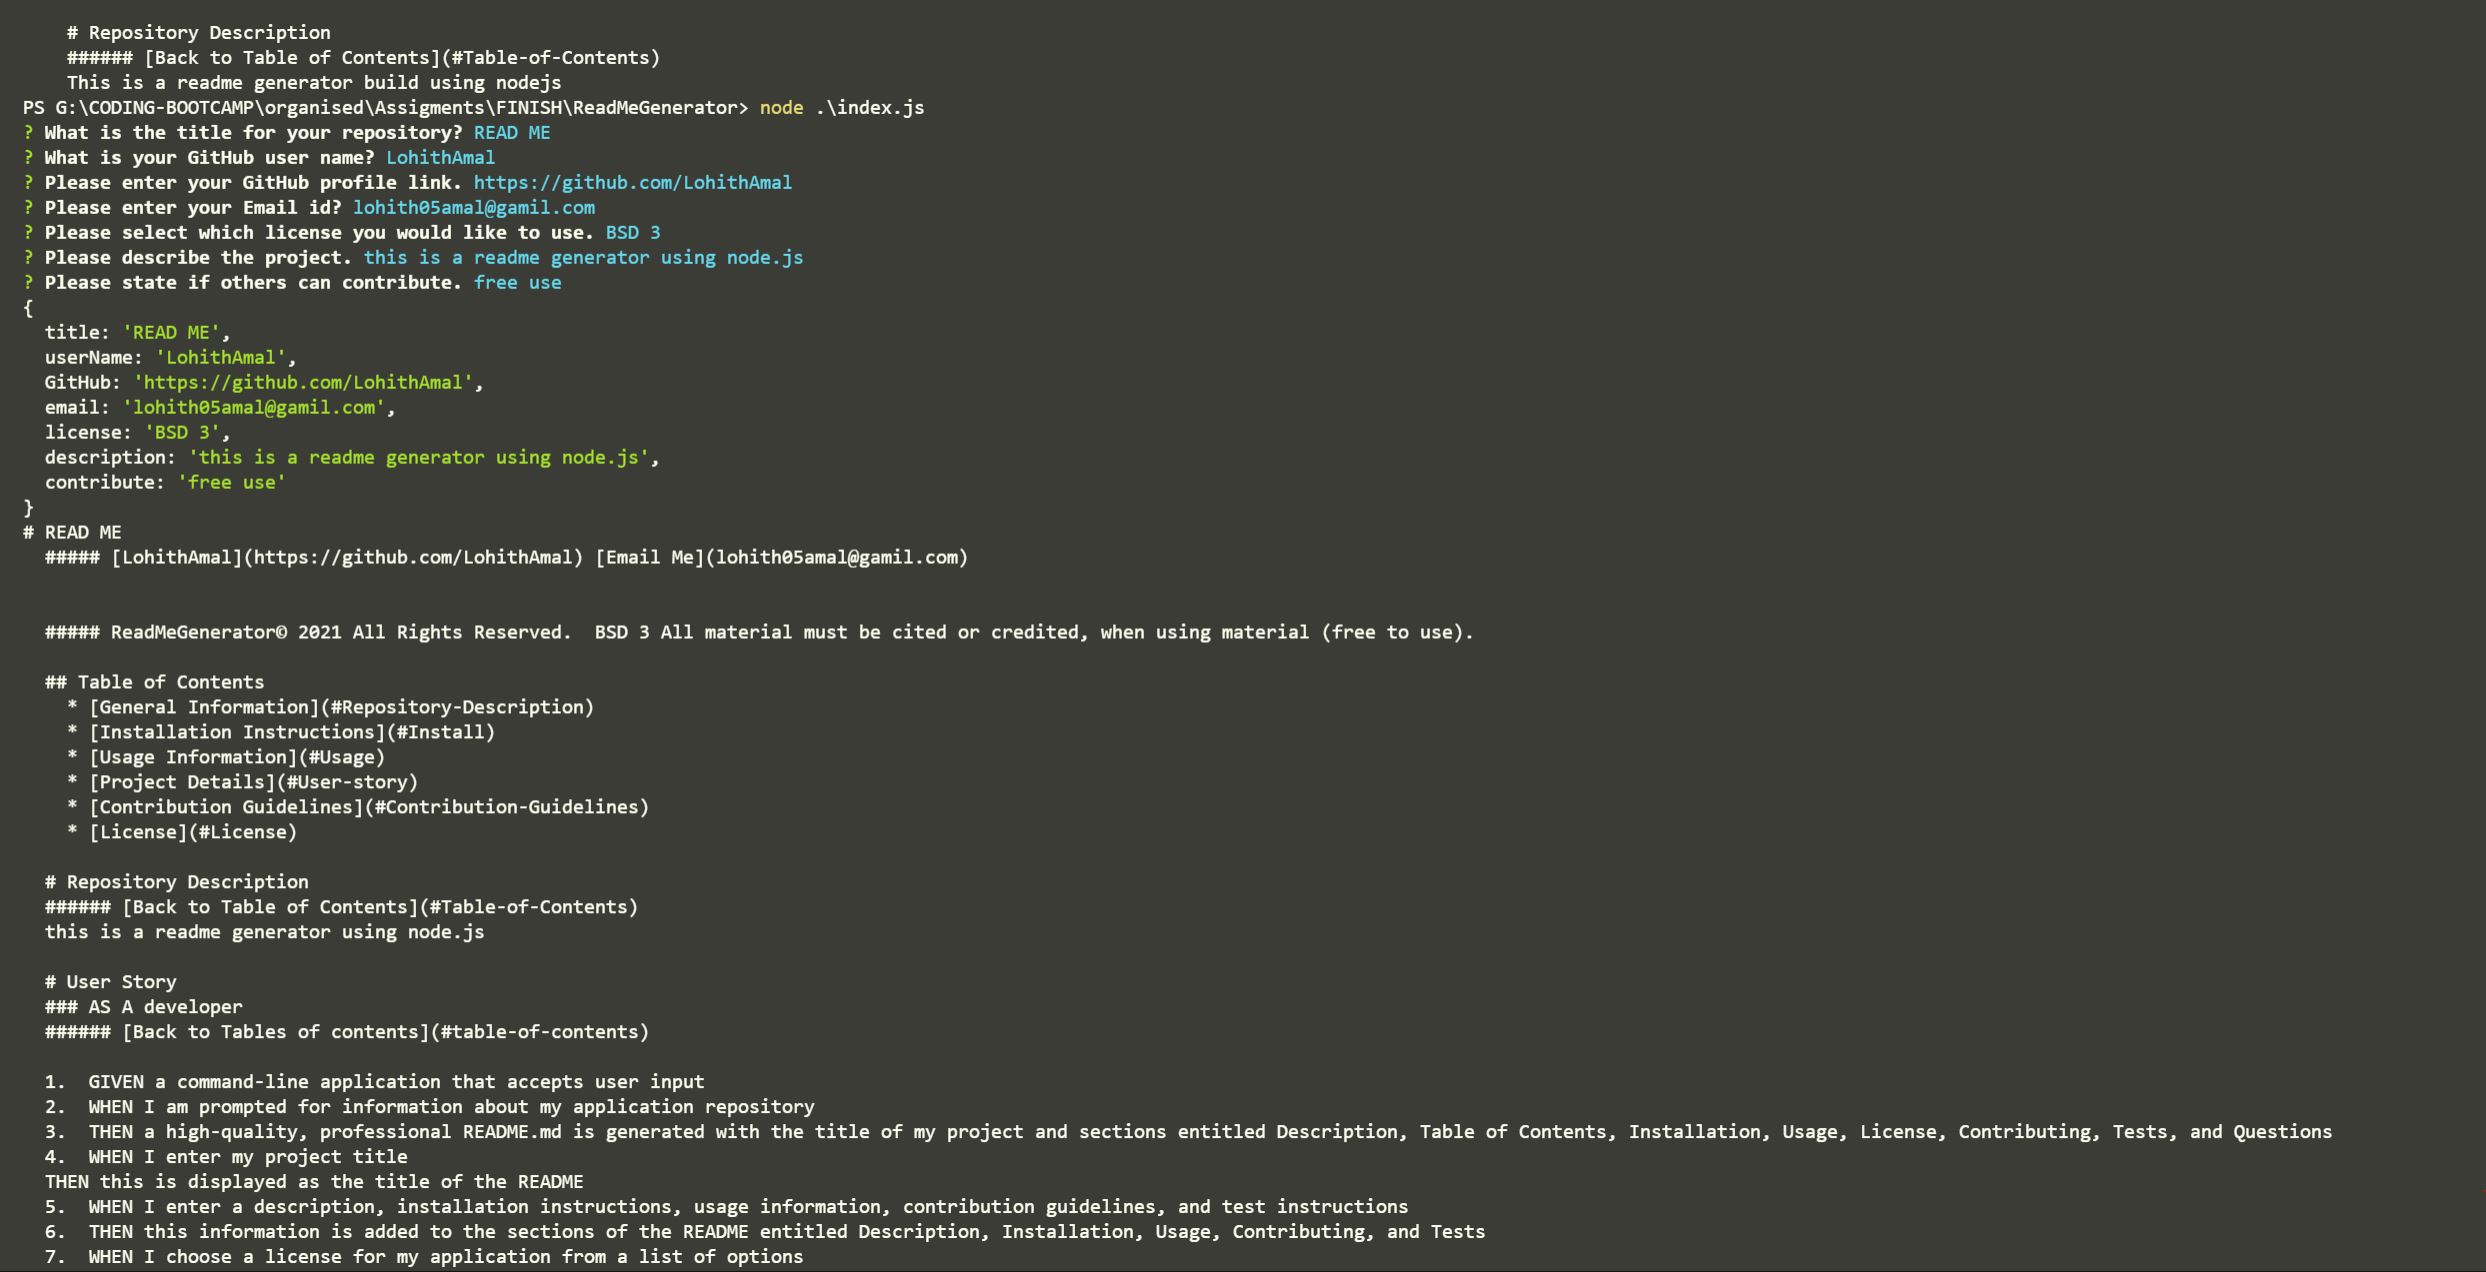 # Repository Description
###### [Back to Table of Contents](#Table-of-Contents)
This is a readme generator build using nodejs
PS G:\CODING-BOOTCAMP\organised\Assigments\FINISH\ReadMeGenerator> node .\index.js
? What is the title for your repository? READ ME
? What is your GitHub user name? LohithAmal
? Please enter your GitHub profile link. https://github.com/LohithAmal
? Please enter your Email id? lohith05amal@gamil.com
? Please select which license you would like to use. BSD 3
? Please describe the project. this is a readme generator using node.js
? Please state if others can contribute. free use
{
  title: 'READ ME',
  userName: 'LohithAmal',
  GitHub: 'https://github.com/LohithAmal',
  email: 'lohith05amal@gamil.com',
  license: 'BSD 3',
  description: 'this is a readme generator using node.js',
  contribute: 'free use'
}
# READ ME
  ##### [LohithAmal](https://github.com/LohithAmal) [Email Me](lohith05amal@gamil.com)
  ##### ReadMeGenerator© 2021 All Rights Reserved.  BSD 3 All material must be cited or credited, when using material (free to use).
  ## Table of Contents
    * [General Information](#Repository-Description)
    * [Installation Instructions](#Install)
    * [Usage Information](#Usage)
    * [Project Details](#User-story)
    * [Contribution Guidelines](#Contribution-Guidelines)
    * [License](#License)
  # Repository Description
  ###### [Back to Table of Contents](#Table-of-Contents)
  this is a readme generator using node.js
  # User Story
  ### AS A developer
  ###### [Back to Tables of contents](#table-of-contents)
  1.  GIVEN a command-line application that accepts user input
  2.  WHEN I am prompted for information about my application repository
  3.  THEN a high-quality, professional README.md is generated with the title of my project and sections entitled Description, Table of Contents, Installation, Usage, License, Contributing, Tests, and Questions
  4.  WHEN I enter my project title
  THEN this is displayed as the title of the README
  5.  WHEN I enter a description, installation instructions, usage information, contribution guidelines, and test instructions
  6.  THEN this information is added to the sections of the README entitled Description, Installation, Usage, Contributing, and Tests
  7.  WHEN I choose a license for my application from a list of options